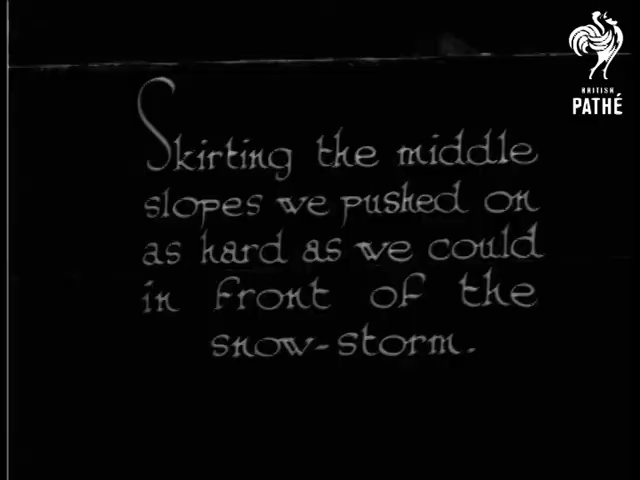 BRITISH
PATHÉ
Skirting the middle
slopes we pushed on
as hard as we could
in front of the
snow-storm.